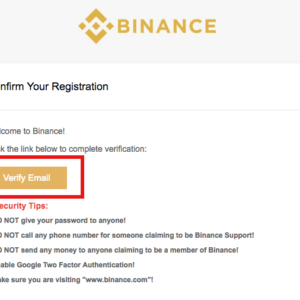 BINANCE
nfirm Your Registration
lcome to Binance!
k the link below to complete verification:
Verify Email
ecurity Tips:
O NOT give your password to anyone!
O NOT call any phone number for someone claiming to be Binance Support!
O NOT send any money to anyone claiming to be a member of Binance!
able Google Two Factor Authentication!
ke sure you are visiting "www.binance.com"!